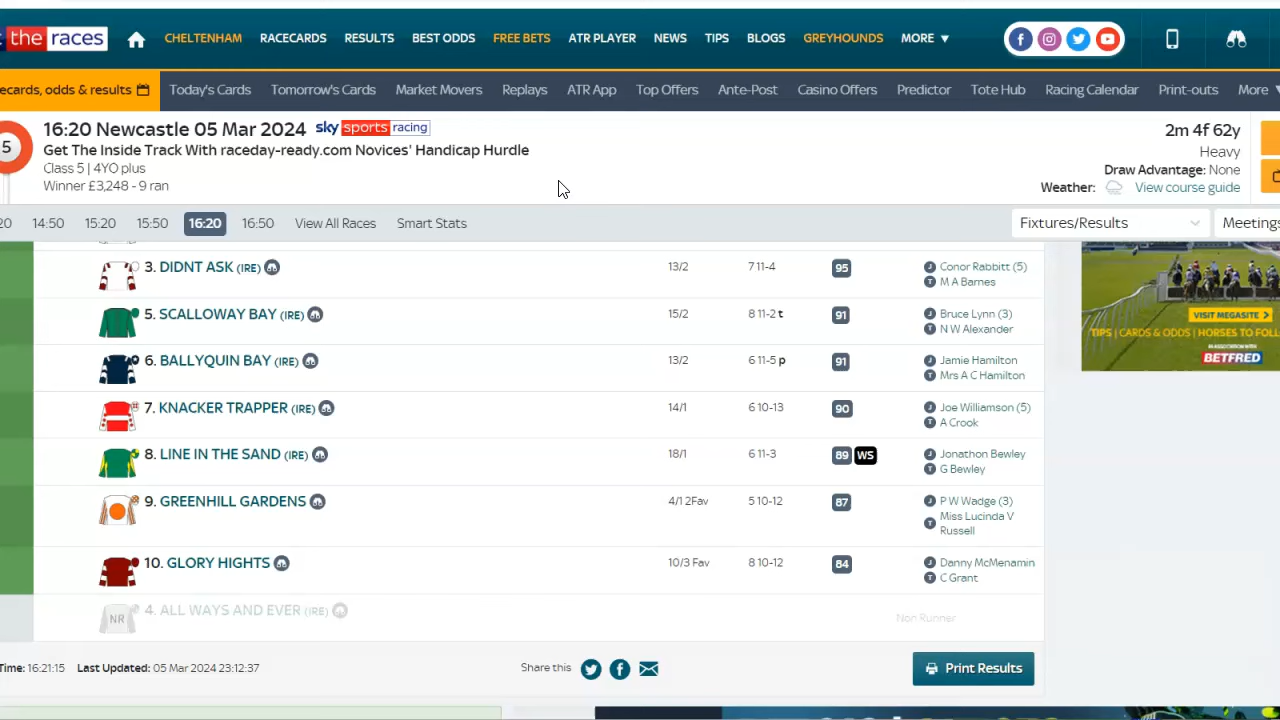 the races
CHELTENHAM RACECARDS RESULTS BEST ODDS FREE BETS ATR PLAYER NEWS TIPS BLOGS GREYHOUNDS MORE ▼
ecards, odds & results Today's Cards Tomorrow's Cards Market Movers Replays ATR App Top Offers Ante-Post Casino Offers Predictor Tote Hub Racing Calendar Print-outs More
5
16:20 Newcastle 05 Mar 2024 sky sports racing
Get The Inside Track With raceday-ready.com Novices' Handicap Hurdle
Class 5 | 4YO plus
Winner £3,248 - 9 ran
2m 4f 62y
Heavy
Draw Advantage: None
Weather: View course guide
20 14:50 15:20 15:50 16:20 16:50 View All Races Smart Stats Fixtures/Results Meetings
3. DIDNT ASK (IRE) 13/2 7 11-4 95 J Conor Rabbitt (5)
T M A Barnes
5. SCALLOWAY BAY (IRE) 15/2 8 11-2 t 91 J Bruce Lynn (3)
T N W Alexander
6. BALLYQUIN BAY (IRE) 13/2 6 11-5 p 91 J Jamie Hamilton
T Mrs A C Hamilton
7. KNACKER TRAPPER (IRE) 14/1 6 10-13 90 J Joe Williamson (5)
T A Crook
8. LINE IN THE SAND (IRE) 18/1 6 11-3 89 WS J Jonathon Bewley
T G Bewley
9. GREENHILL GARDENS 4/1 2Fav 5 10-12 87 J P W Wadge (3)
T Miss Lucinda V
Russell
10. GLORY HIGHTS 10/3 Fav 8 10-12 84 J Danny McMenamin
T C Grant
NR 4. ALL WAYS AND EVER (IRE) Non Runner
VISIT MEGASITE >
TIPS | CARDS & ODDS | HORSES TO FOLL
IN ASSOCIATION WITH
BETFRED
Time: 16:21:15 Last Updated: 05 Mar 2024 23:12:37 Share this Print Results